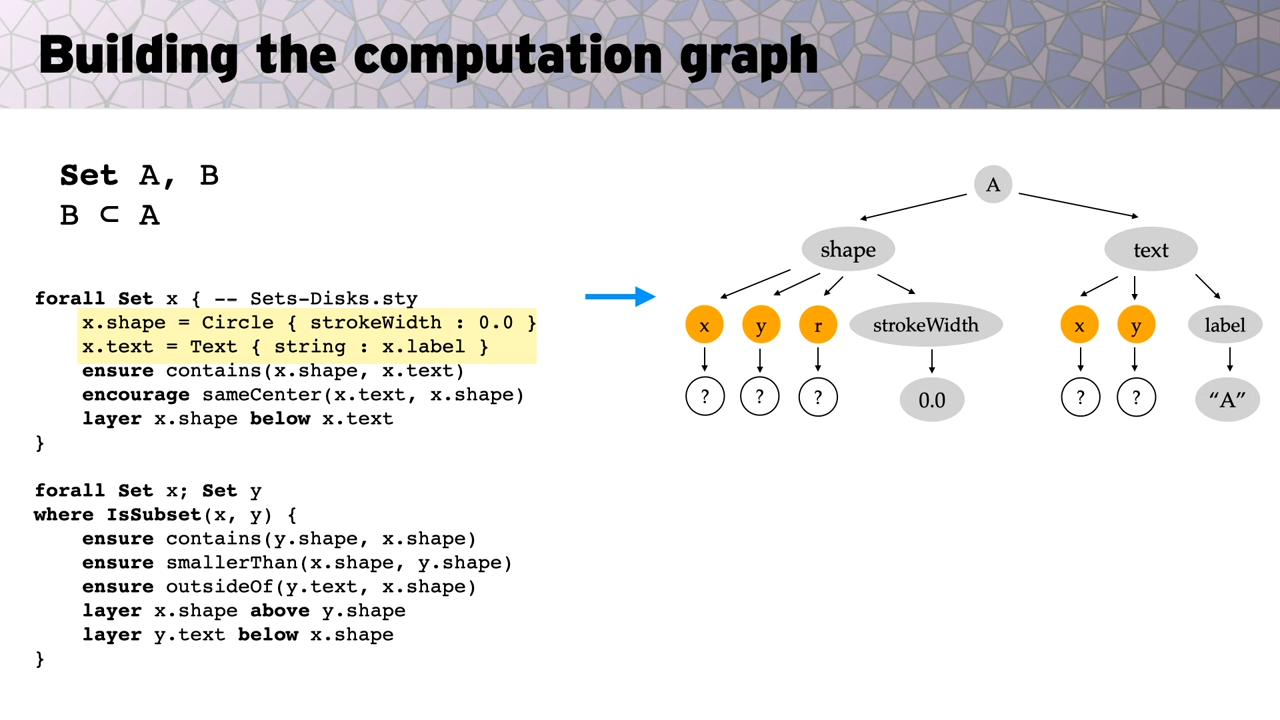 Building the computation graph
Set A, B
B ⊂ A
forall Set x { -- Sets-Disks.sty
x.shape = Circle { strokeWidth : 0.0 }
x.text = Text { string : x.label }
ensure contains(x.shape, x.text)
encourage sameCenter(x.text, x.shape)
layer x.shape below x.text
}
forall Set x; Set y
where IsSubset(x, y) {
ensure contains(y.shape, x.shape)
ensure smallerThan(x.shape, y.shape)
ensure outsideOf(y.text, x.shape)
layer x.shape above y.shape
layer y.text below x.shape
}
A
shape text
x y r strokeWidth x y label
? ? ? 0.0 ? ? “A”